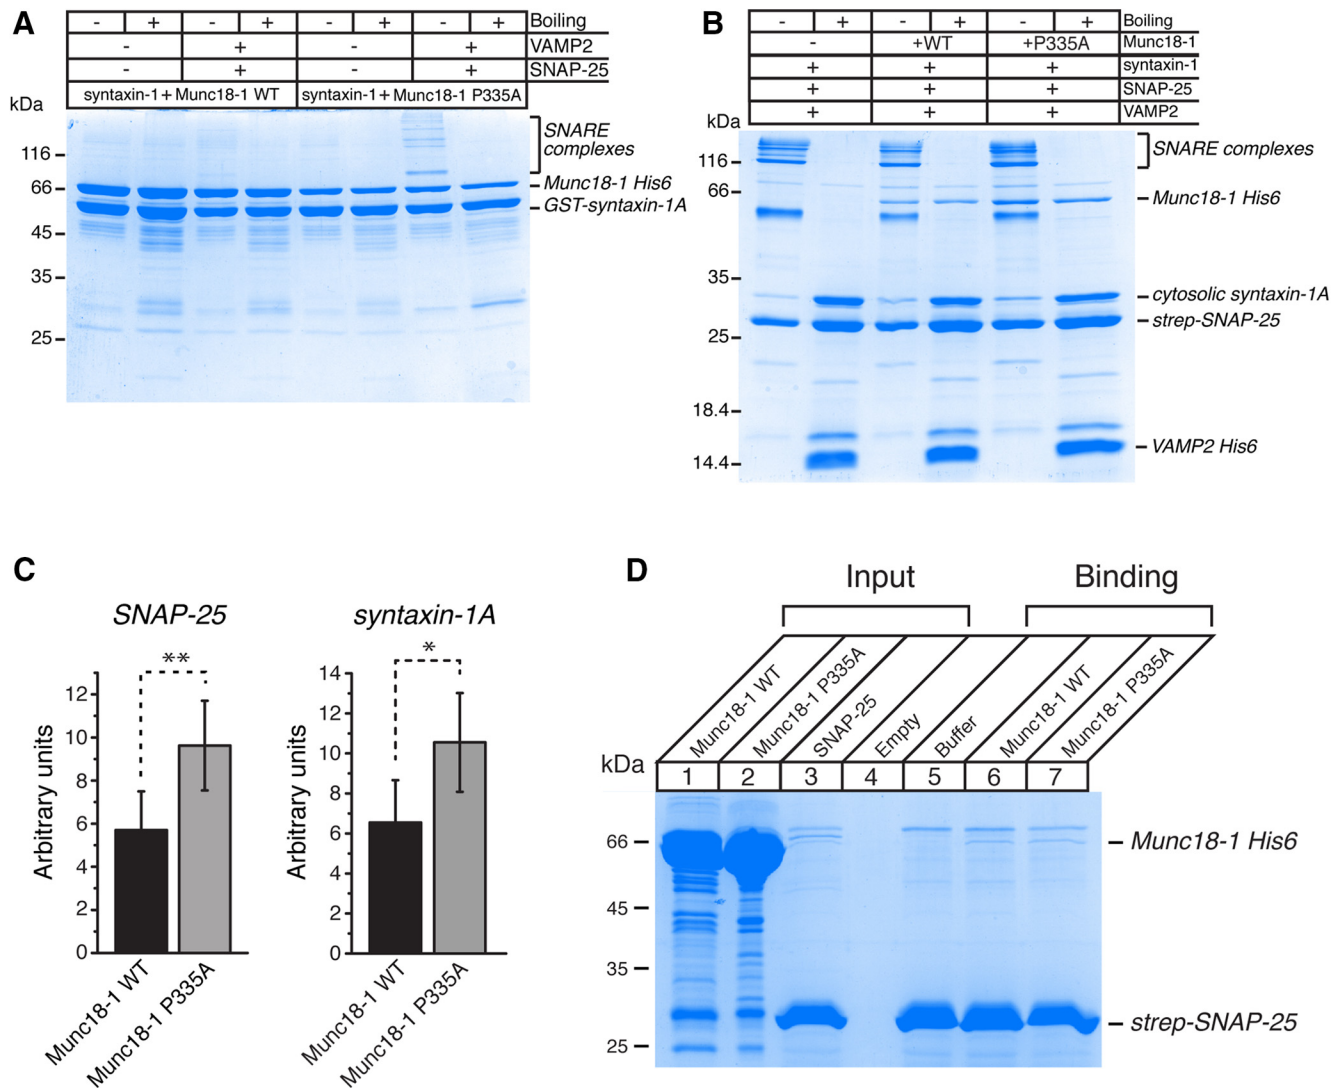 A
- + - + - + - + Boiling
- + - + VAMP2
- + - + SNAP-25
syntaxin-1+Munc18-1 WT syntaxin-1+Munc18-1 P335A
kDa
116
66
45
35
25
SNARE
complexes
Munc18-1 His6
GST-syntaxin-1A
B
- + - + - + Boiling
- +WT +P335A Munc18-1
+ + + syntaxin-1
+ + + SNAP-25
+ + + VAMP2
kDa
116
66
35
25
18.4
14.4
SNARE complexes
Munc18-1 His6
cytosolic syntaxin-1A
strep-SNAP-25
VAMP2 His6
C
SNAP-25
**
Arbitrary units
12
10
8
6
4
2
0
Munc18-1 WT
Munc18-1 P335A
syntaxin-1A
*
Arbitrary units
14
12
10
8
6
4
2
0
Munc18-1 WT
Munc18-1 P335A
D
Input Binding
Munc18-1 WT
Munc18-1 P335A
SNAP-25
Empty
Buffer
Munc18-1 WT
Munc18-1 P335A
kDa 1 2 3 4 5 6 7
66
45
35
25
Munc18-1 His6
strep-SNAP-25